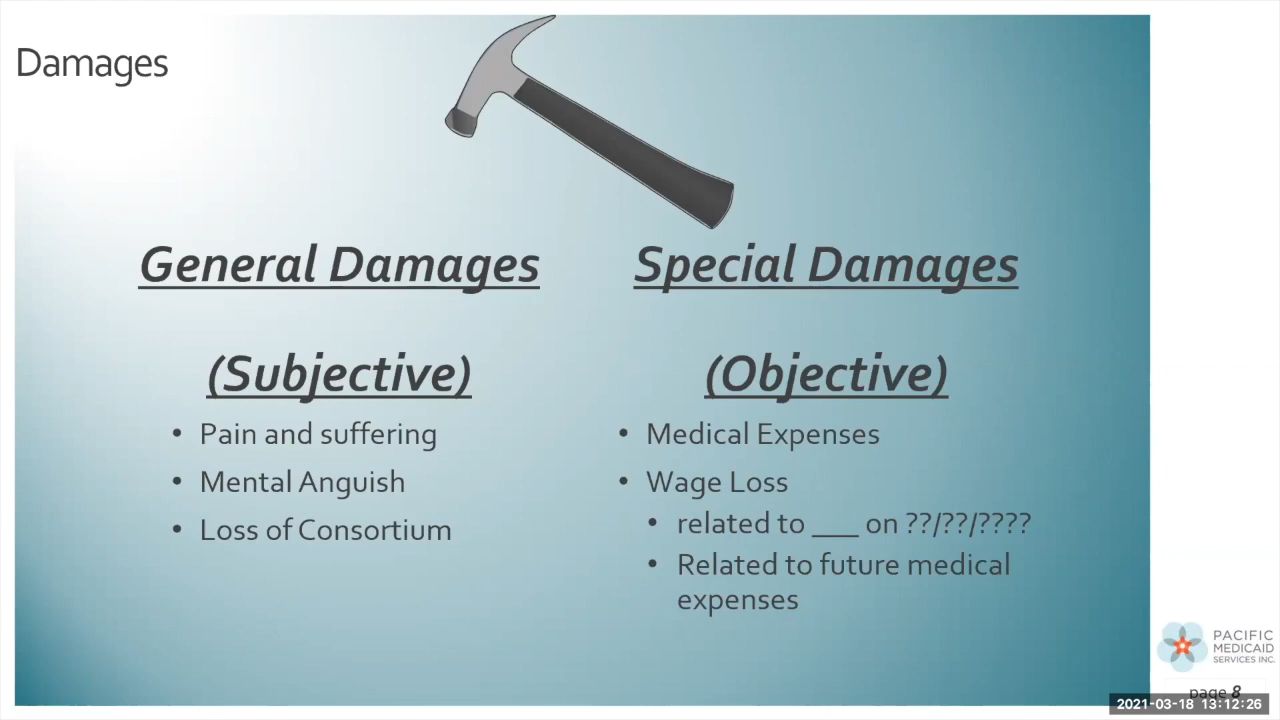 Damages
General Damages
(Subjective)
• Pain and suffering
• Mental Anguish
• Loss of Consortium
Special Damages
(Objective)
• Medical Expenses
• Wage Loss
• related to ___ on ??/??/????
• Related to future medical
expenses
PACIFIC
MEDICAID
SERVICES INC.
page 8
2021-03-18 13:12:26